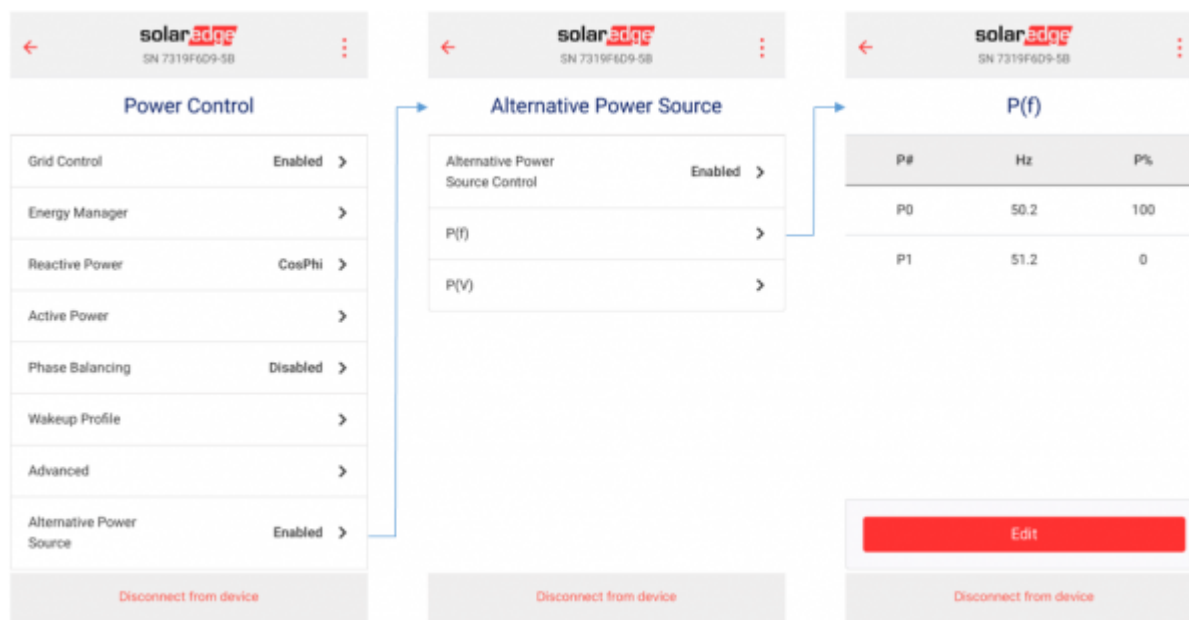 solaredge
SN 7319F6D9-5B
Power Control
Grid Control Enabled
Energy Manager
Reactive Power CosPhi
Active Power
Phase Balancing Disabled
Wakeup Profile
Advanced
Alternative Power
Source Enabled
Disconnect from device
solaredge
SN 7319F6D9-5B
Alternative Power Source
Alternative Power
Source Control Enabled
P(f)
P(V)
Disconnect from device
solaredge
SN 7319F6D9-5B
P(f)
P# Hz P%
P0 50.2 100
P1 51.2 0
Edit
Disconnect from device